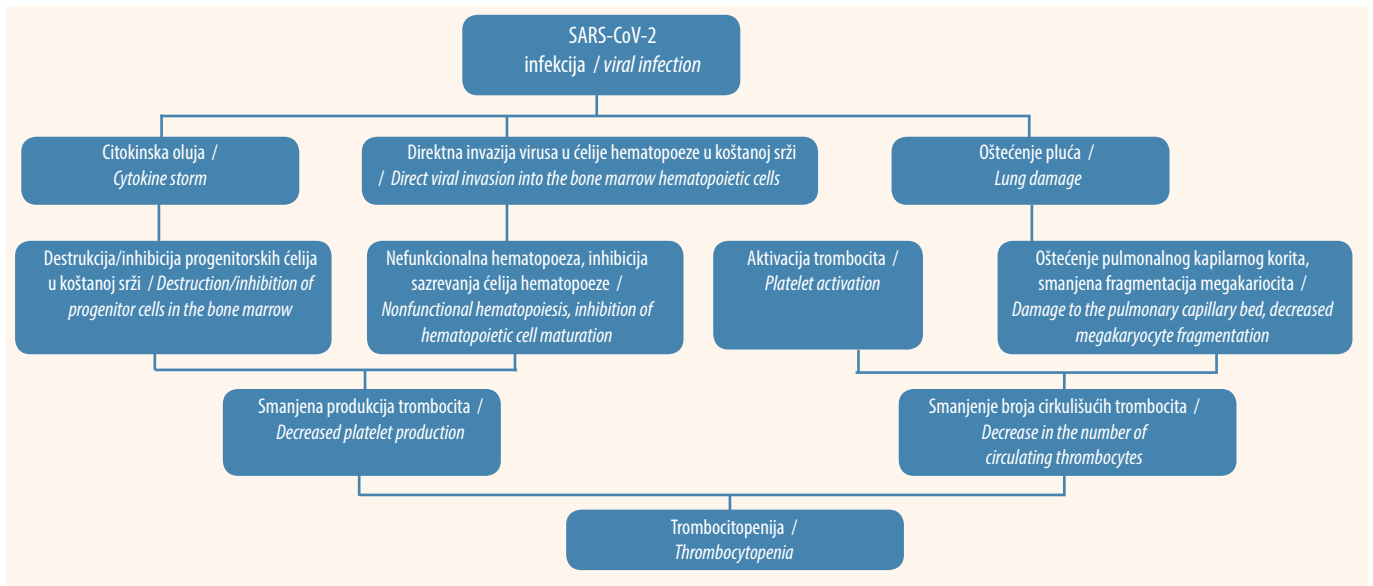 SARS-CoV-2
infekcija / viral infection
Citokinska oluja /
Cytokine storm
Direktna invazija virusa u ćelije hematopoeze u koštanoj srži
/ Direct viral invasion into the bone marrow hematopoietic cells
Oštećenje pluća /
Lung damage
Destrukcija/inhibicija progenitorskih ćelija
u koštanoj srži / Destruction/inhibition of
progenitor cells in the bone marrow
Nefunkcionalna hematopoeza, inhibicija
sazrevanja ćelija hematopoeze /
Nonfunctional hematopoiesis, inhibition of
hematopoietic cell maturation
Aktivacija trombocita /
Platelet activation
Oštećenje pulmonalnog kapilarnog korita,
smanjena fragmentacija megakariocita /
Damage to the pulmonary capillary bed, decreased
megakaryocyte fragmentation
Smanjena produkcija trombocita /
Decreased platelet production
Smanjenje broja cirkulišućih trombocita /
Decrease in the number of
circulating thrombocytes
Trombocitopenija /
Thrombocytopenia